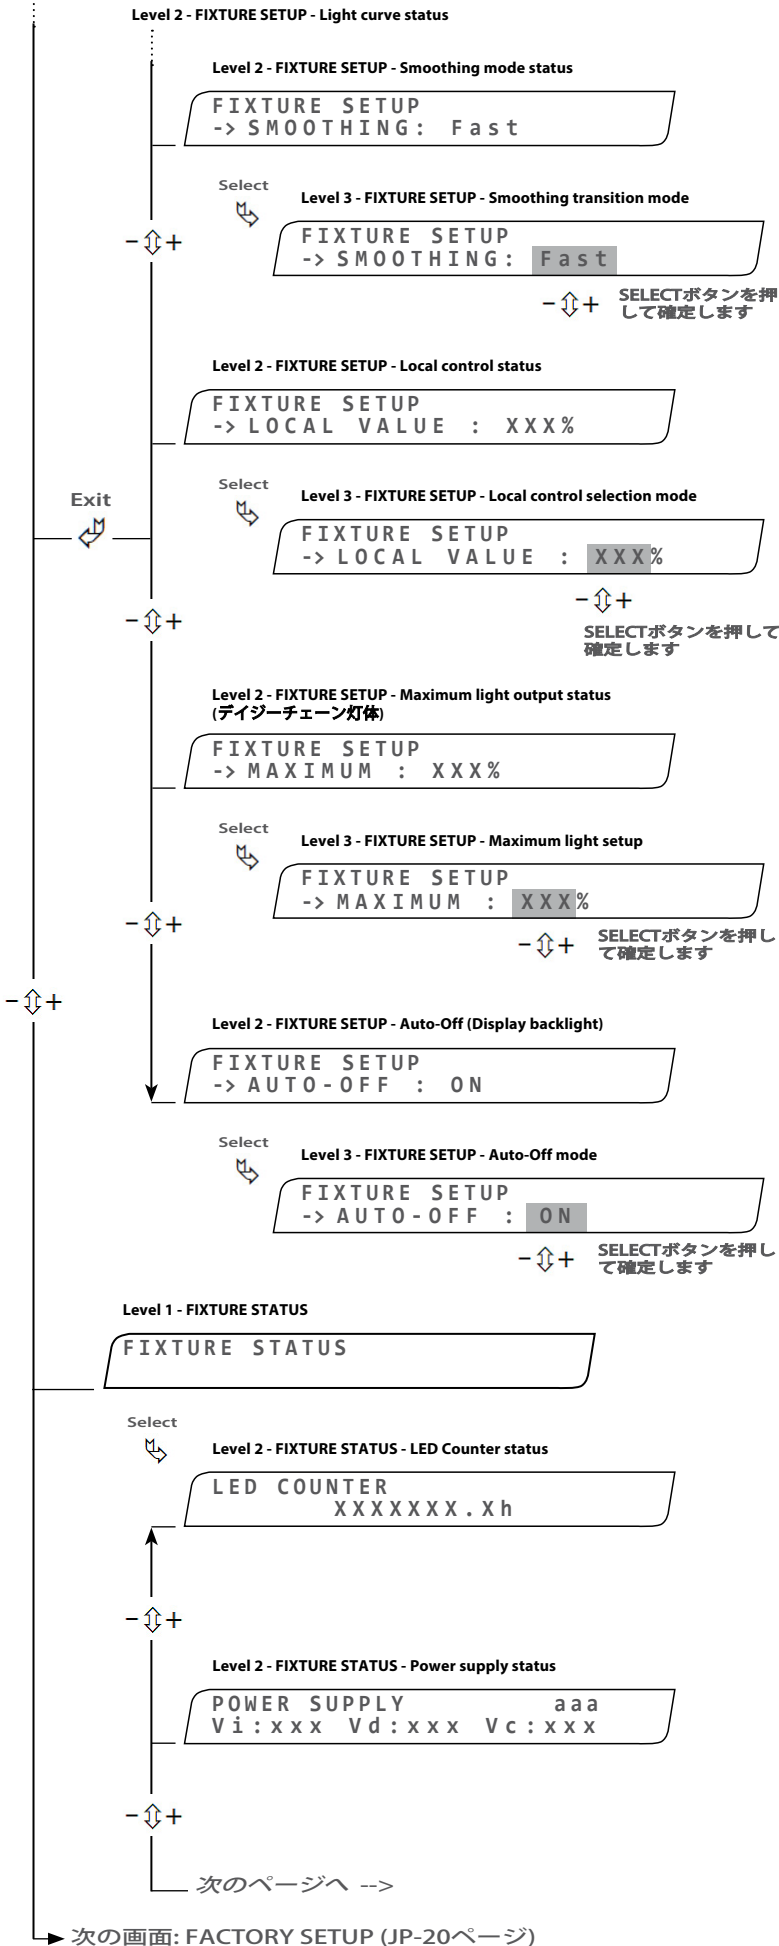 Level 2 - FIXTURE SETUP - Light curve status
Level 2 - FIXTURE SETUP - Smoothing mode status
FIXTURE SETUP
-> SMOOTHING: Fast
Select
Level 3 - FIXTURE SETUP - Smoothing transition mode
FIXTURE SETUP
-> SMOOTHING: Fast
- +
- +
SELECTボタンを押
して確定します
Level 2 - FIXTURE SETUP - Local control status
FIXTURE SETUP
-> LOCAL VALUE : XXX%
Select
Exit
Level 3 - FIXTURE SETUP - Local control selection mode
FIXTURE SETUP
-> LOCAL VALUE : XXX%
- +
- +
SELECTボタンを押して
確定します
Level 2 - FIXTURE SETUP - Maximum light output status
(デイジーチェーン灯体)
FIXTURE SETUP
-> MAXIMUM : XXX%
Select
Level 3 - FIXTURE SETUP - Maximum light setup
FIXTURE SETUP
-> MAXIMUM : XXX%
- +
- +
SELECTボタンを押し
て確定します
- +
Level 2 - FIXTURE SETUP - Auto-Off (Display backlight)
FIXTURE SETUP
-> AUTO-OFF : ON
Select
Level 3 - FIXTURE SETUP - Auto-Off mode
FIXTURE SETUP
-> AUTO-OFF : ON
- +
SELECTボタンを押し
て確定します
Level 1 - FIXTURE STATUS
FIXTURE STATUS
Select
Level 2 - FIXTURE STATUS - LED Counter status
LED COUNTER
XXXXXXX.Xh
- +
Level 2 - FIXTURE STATUS - Power supply status
POWER SUPPLY aaa
Vi:xxx Vd:xxx Vc:xxx
- +
次のページへ -->
次の画面: FACTORY SETUP (JP-20ページ)